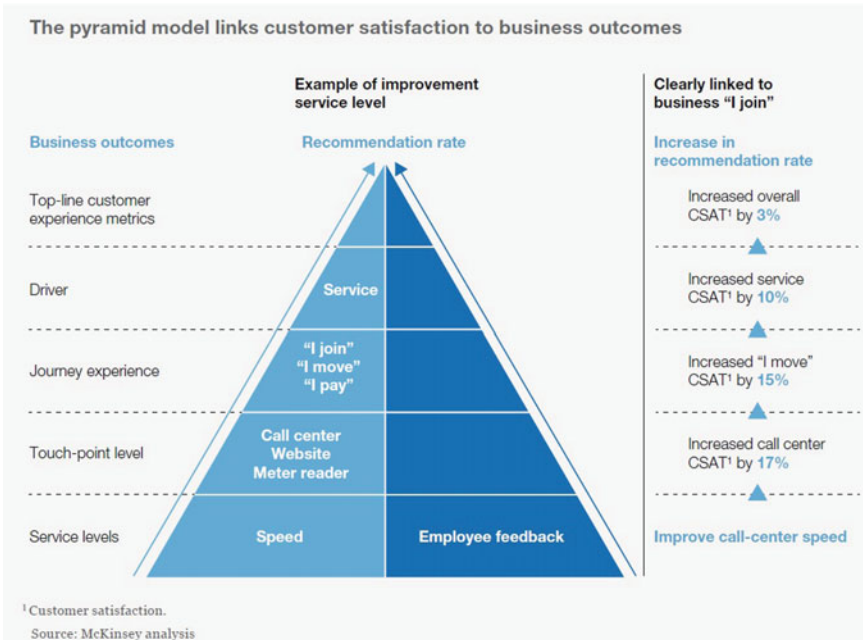 The pyramid model links customer satisfaction to business outcomes
Example of improvement
service level
Clearly linked to
business “I join”
Business outcomes
Recommendation rate
Increase in
recommendation rate
Top-line customer
experience metrics
Increased overall
CSAT¹ by 3%
Driver
Service
Increased service
CSAT¹ by 10%
Journey experience
“I join”
“I move”
“I pay”
Increased “I move”
CSAT¹ by 15%
Touch-point level
Call center
Website
Meter reader
Increased call center
CSAT¹ by 17%
Service levels
Speed
Employee feedback
Improve call-center speed
¹ Customer satisfaction.
Source: McKinsey analysis